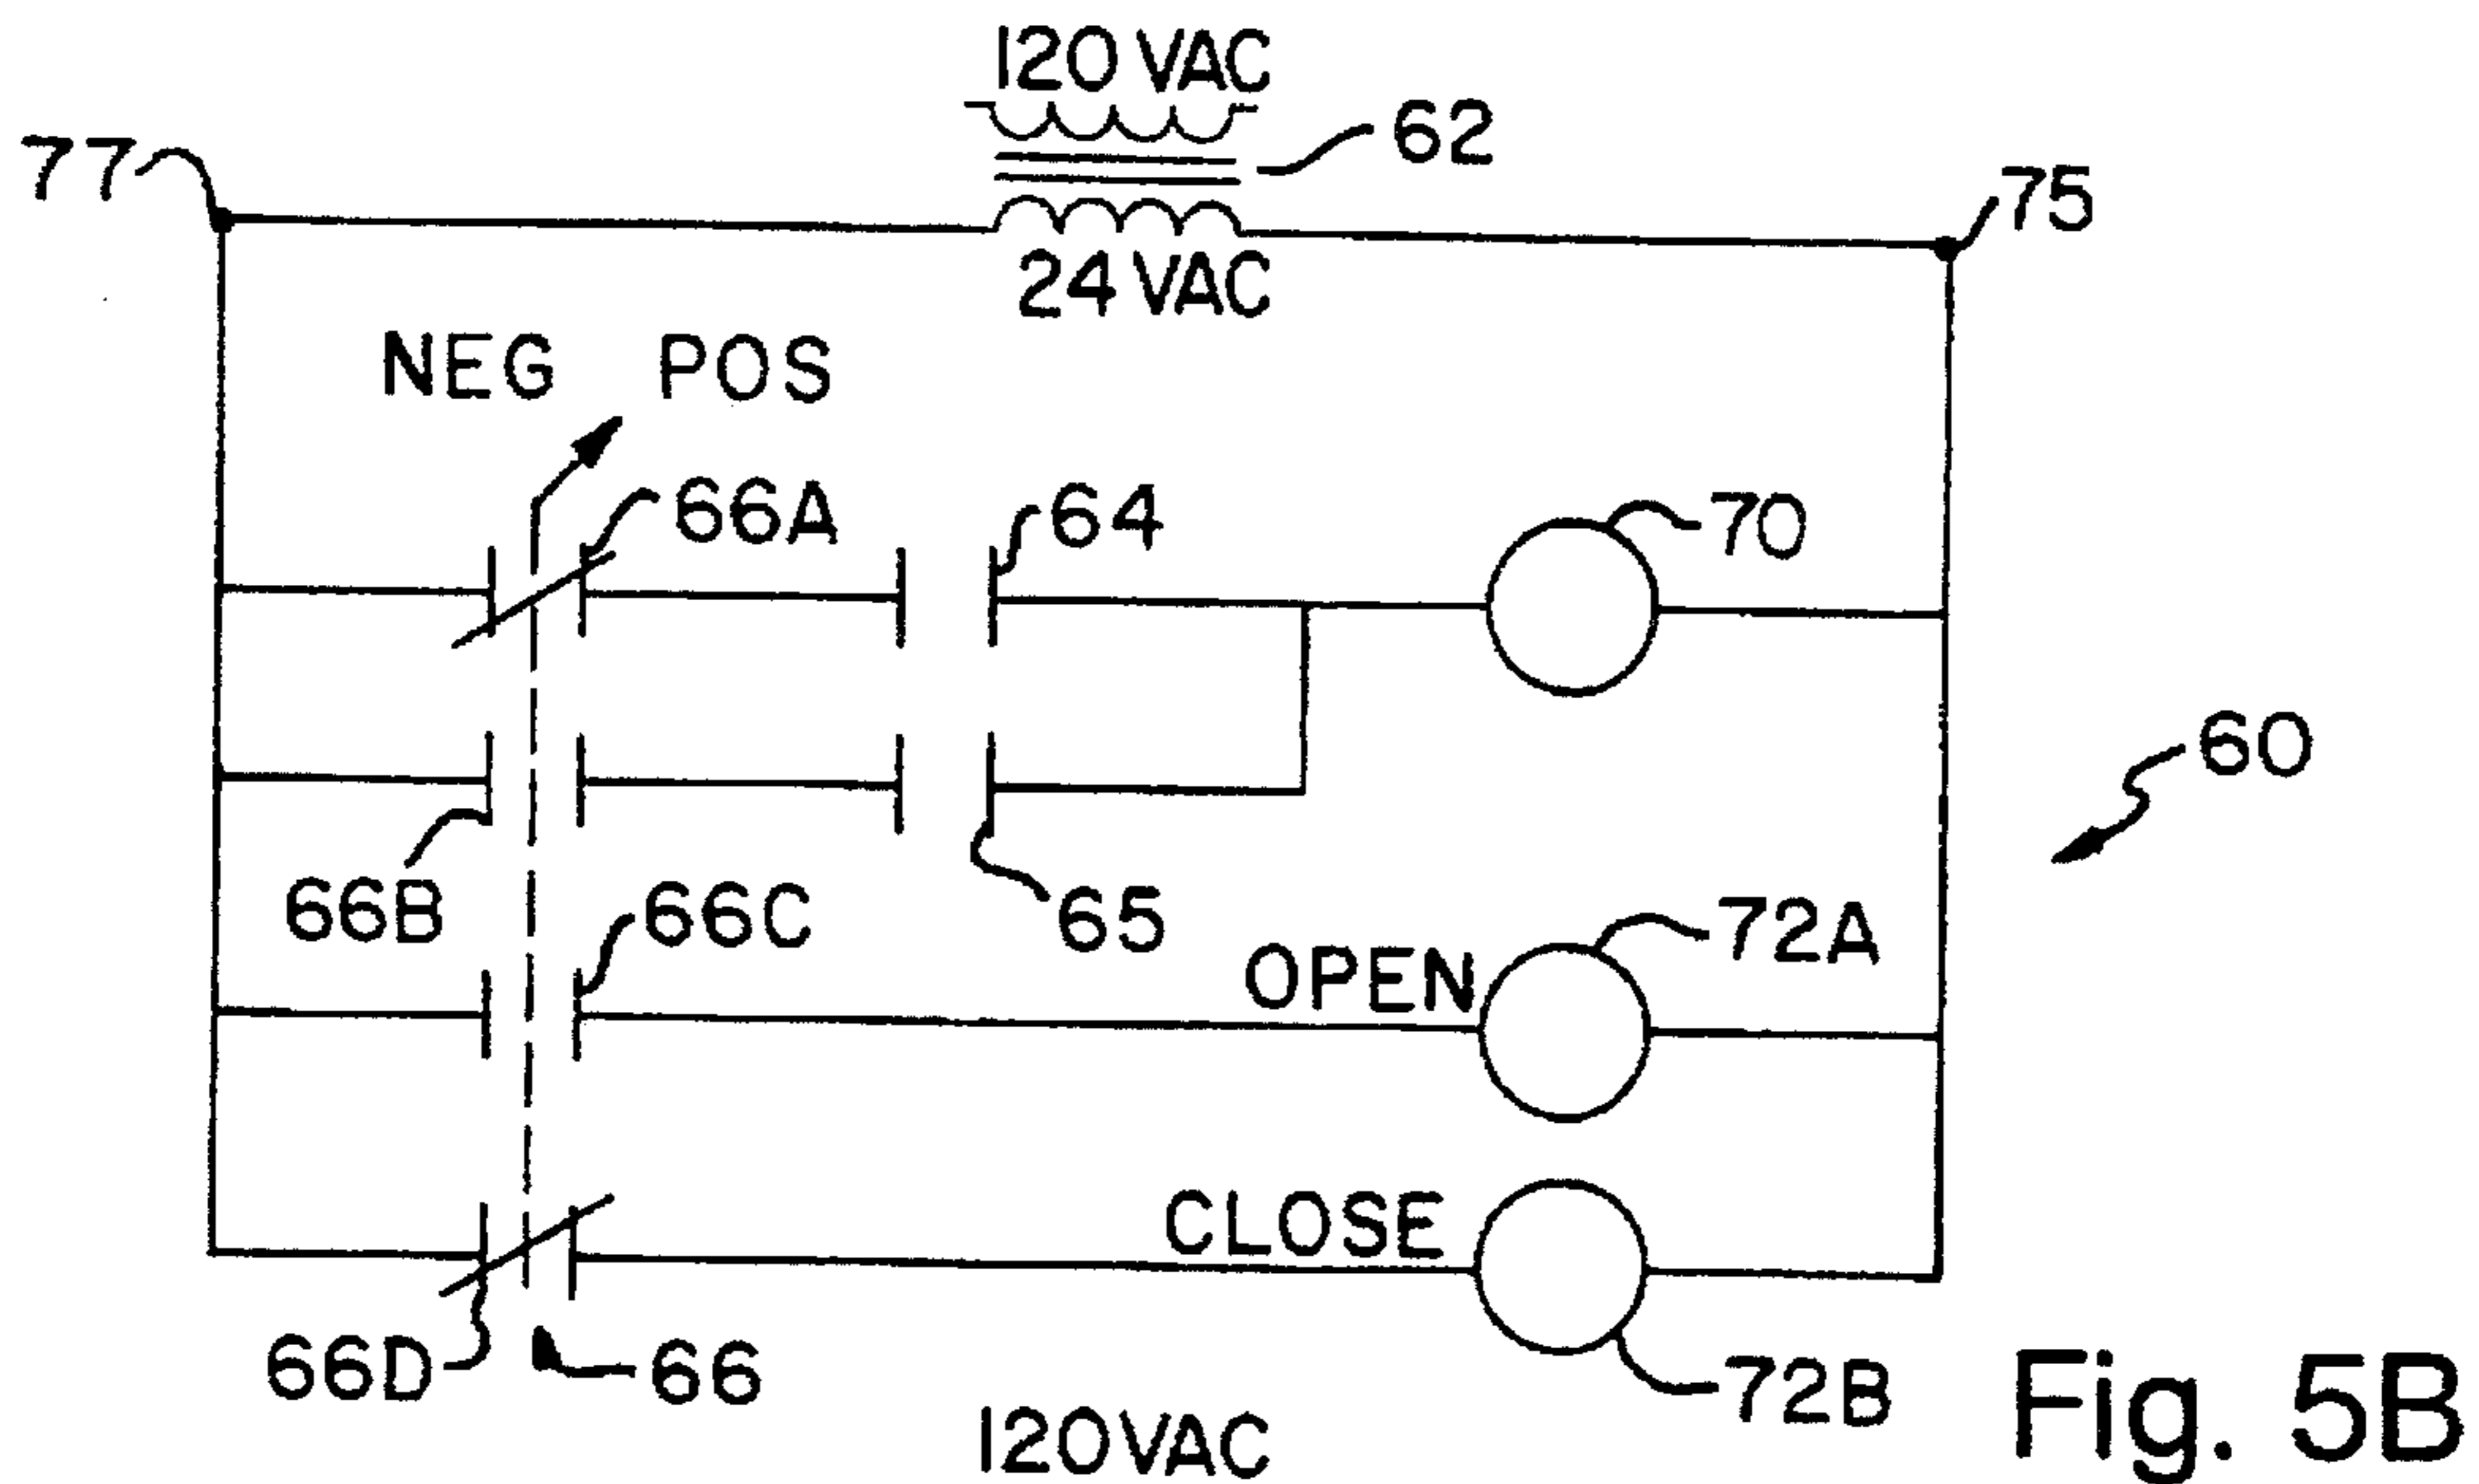 120 VAC
62
77
75
24 VAC
NEG POS
66A
64
70
60
66B
66C
65
72A
OPEN
CLOSE
66D
66
72B
120VAC
Fig. 5B